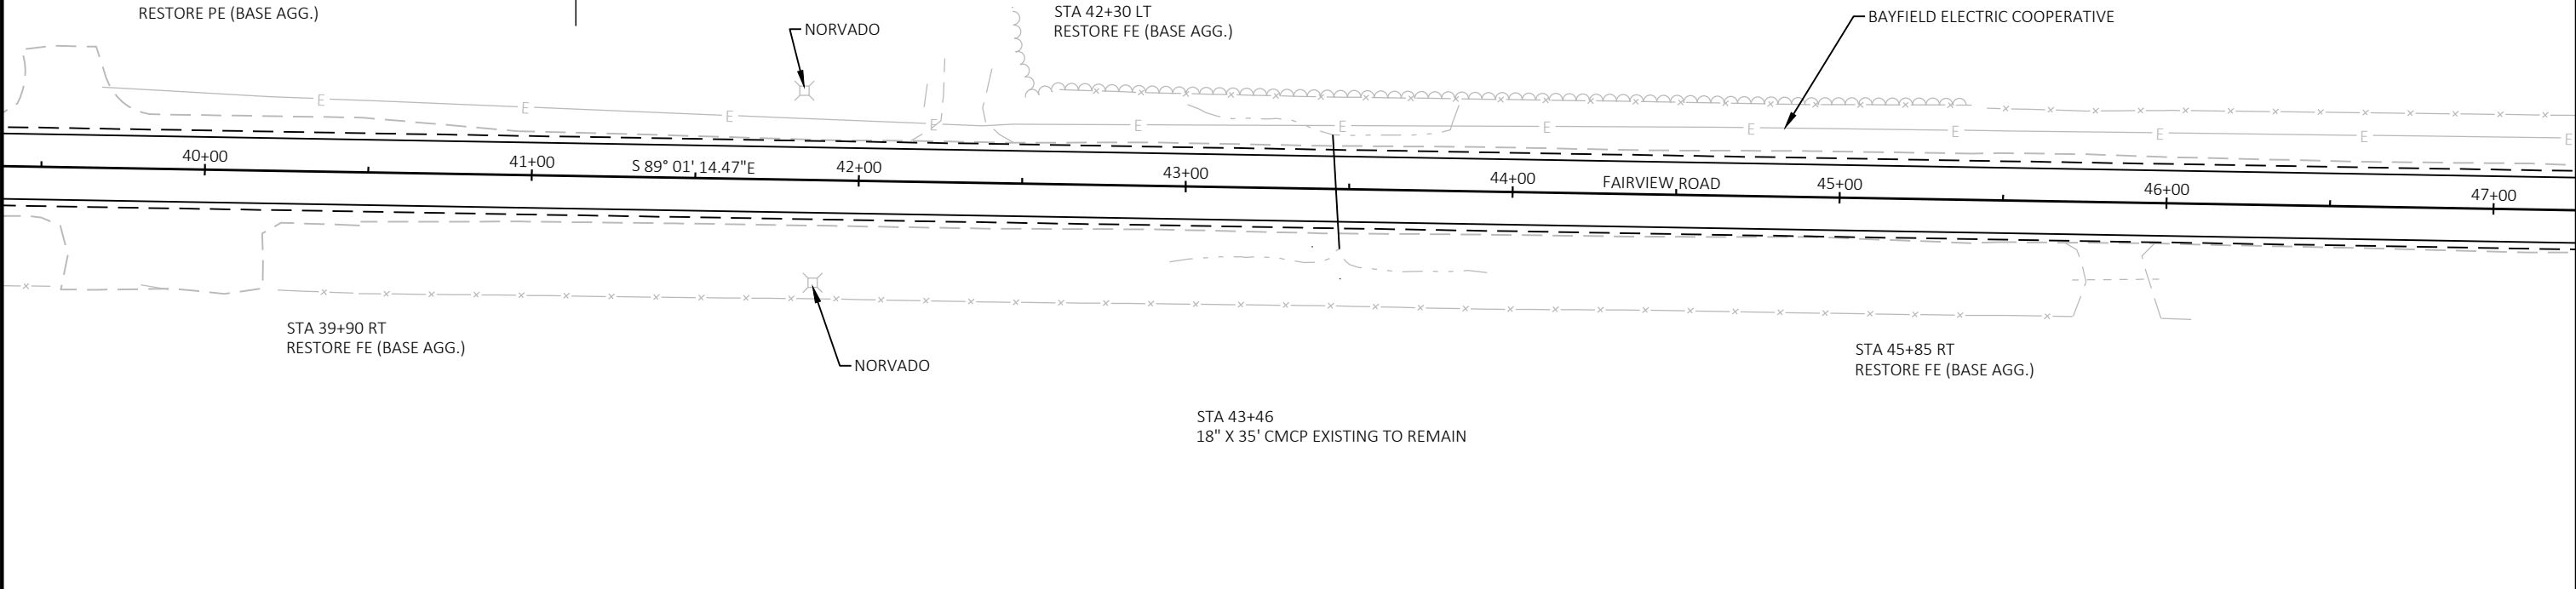 RESTORE PE (BASE AGG.)
NORVADO
STA 42+30 LT
RESTORE FE (BASE AGG.)
BAYFIELD ELECTRIC COOPERATIVE
E E E E E E E E E E E E
40+00
41+00
S 89° 01' 14.47"E
42+00
43+00
44+00
FAIRVIEW ROAD
45+00
46+00
47+00
STA 39+90 RT
RESTORE FE (BASE AGG.)
NORVADO
STA 45+85 RT
RESTORE FE (BASE AGG.)
STA 43+46
18" X 35' CMCP EXISTING TO REMAIN